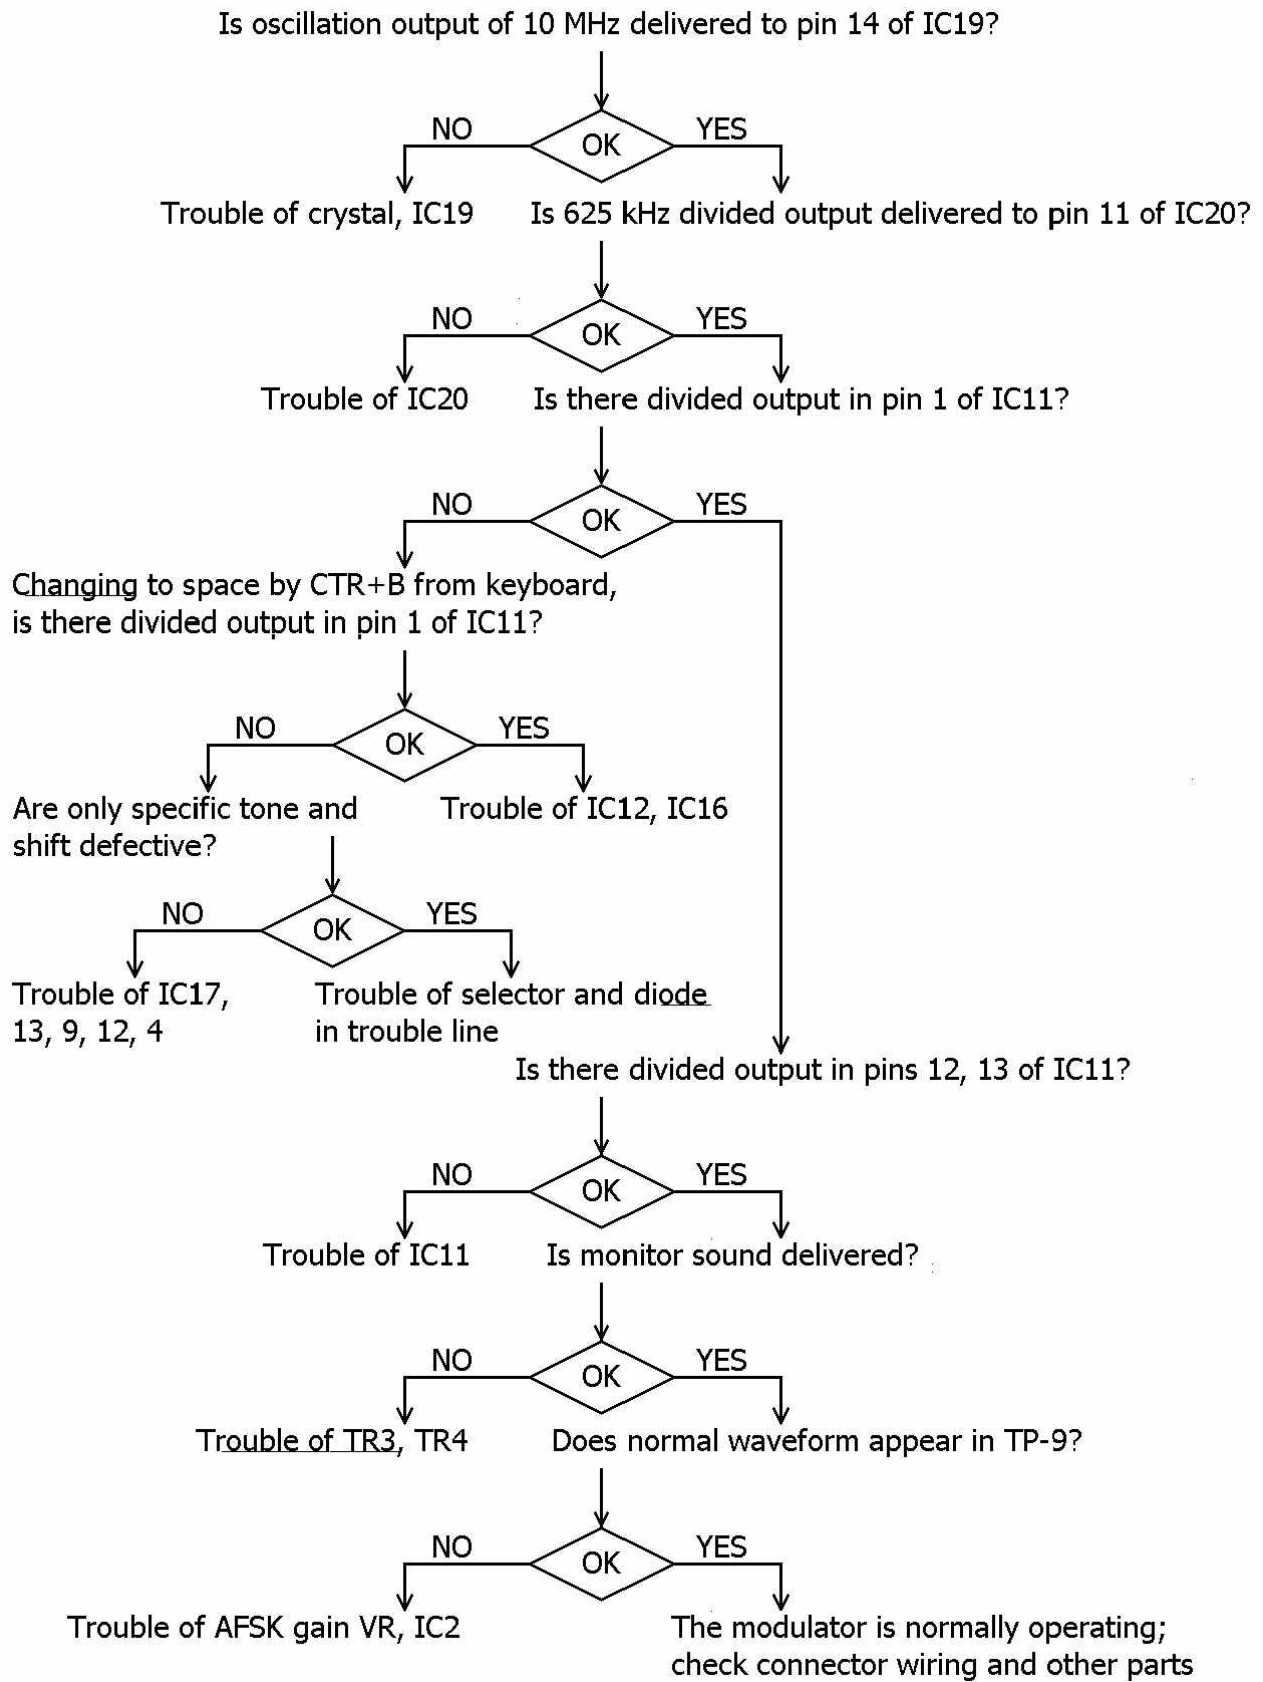 Is oscillation output of 10 MHz delivered to pin 14 of IC19?
NO
OK
YES
Trouble of crystal, IC19
Is 625 kHz divided output delivered to pin 11 of IC20?
NO
OK
YES
Trouble of IC20
Is there divided output in pin 1 of IC11?
NO
OK
YES
Changing to space by CTR+B from keyboard,
is there divided output in pin 1 of IC11?
NO
OK
YES
Are only specific tone and
shift defective?
Trouble of IC12, IC16
NO
OK
YES
Trouble of IC17,
13, 9, 12, 4
Trouble of selector and diode
in trouble line
Is there divided output in pins 12, 13 of IC11?
NO
OK
YES
Trouble of IC11
Is monitor sound delivered?
NO
OK
YES
Trouble of TR3, TR4
Does normal waveform appear in TP-9?
NO
OK
YES
Trouble of AFSK gain VR, IC2
The modulator is normally operating;
check connector wiring and other parts